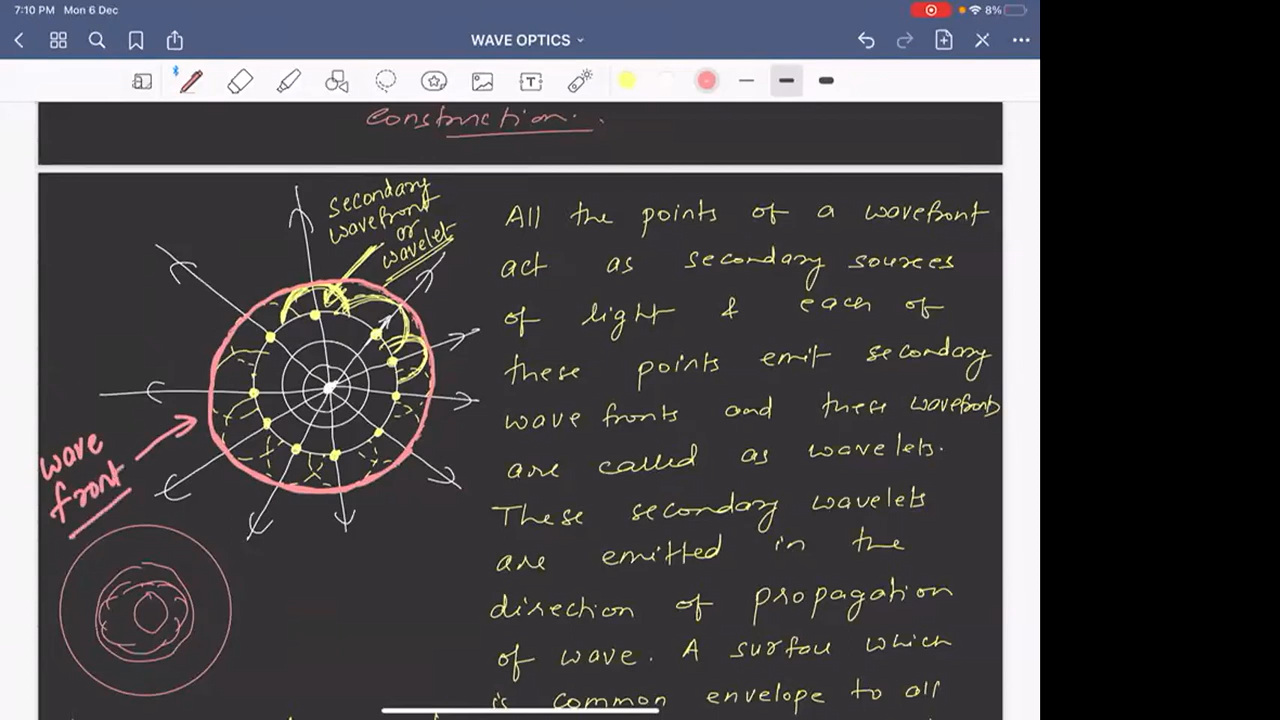 7:10 PM Mon 6 Dec
8%
WAVE OPTICS
T
Construction.
secondary
wavefront
or
wavelet
wave
front
All the points of a wavefront
act as secondary sources
of light & each of
these points emit secondary
wave fronts and these wavefronts
are called as wavelets.
These secondary wavelets
are emitted in the
direction of propagation
of wave. A surface which
is common envelope to all